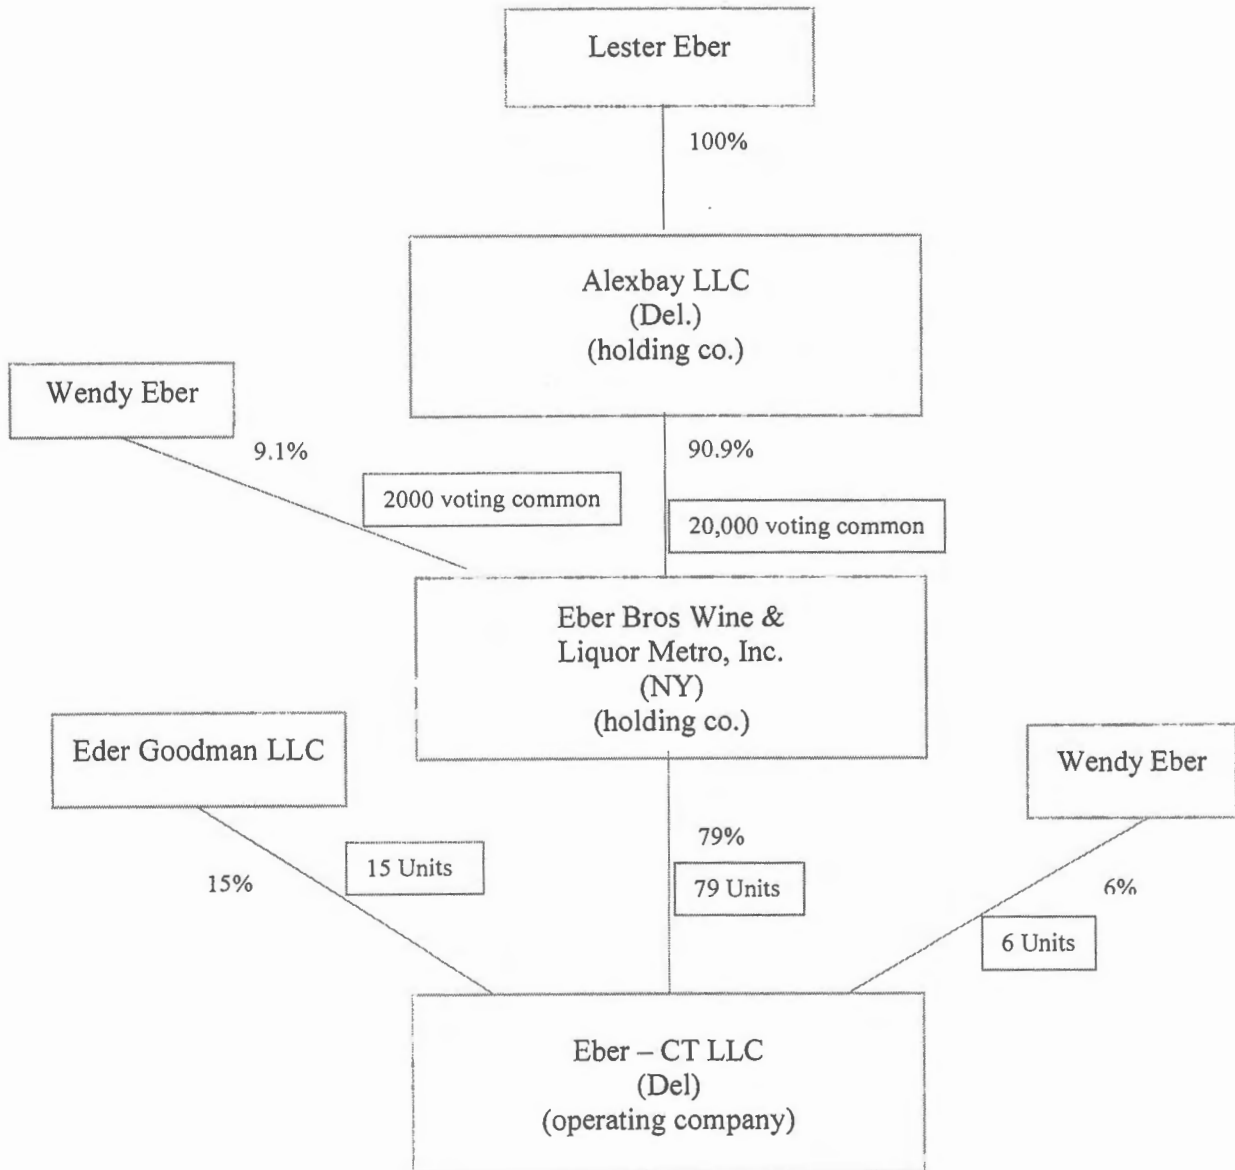 Lester Eber
100%
Alexbay LLC
(Del.)
(holding co.)
Wendy Eber
9.1%
90.9%
2000 voting common
20,000 voting common
Eber Bros Wine &
Liquor Metro, Inc.
(NY)
(holding co.)
Eder Goodman LLC
Wendy Eber
15%
15 Units
79%
79 Units
6%
6 Units
Eber – CT LLC
(Del)
(operating company)